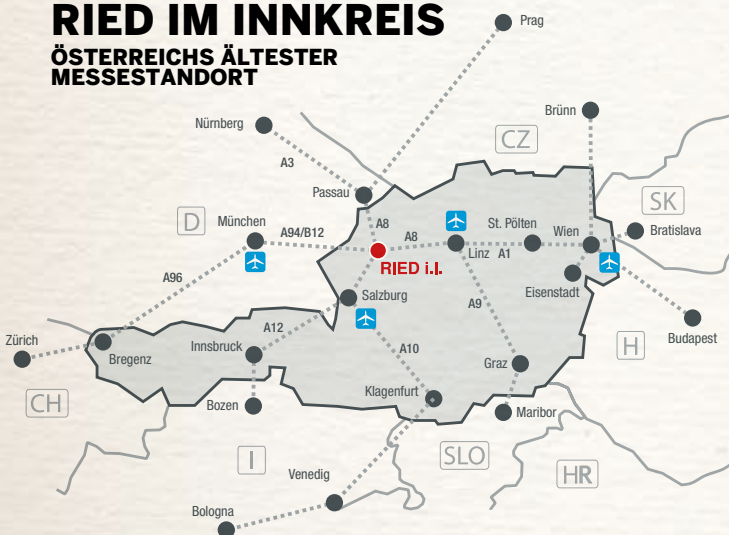 RIED IM INNKREIS
ÖSTERREICHS ÄLTESTER
MESSESTANDORT
Prag
Nürnberg
Brünn
CZ
A3
Passau
SK
D
München
A94/B12
A8
A8
St. Pölten
Wien
Bratislava
Linz
A1
RIED i.I.
A96
Eisenstadt
Salzburg
A9
Zürich
A12
A10
Budapest
Bregenz
Innsbruck
Graz
H
CH
Bozen
Klagenfurt
Maribor
I
SLO
HR
Venedig
Bologna